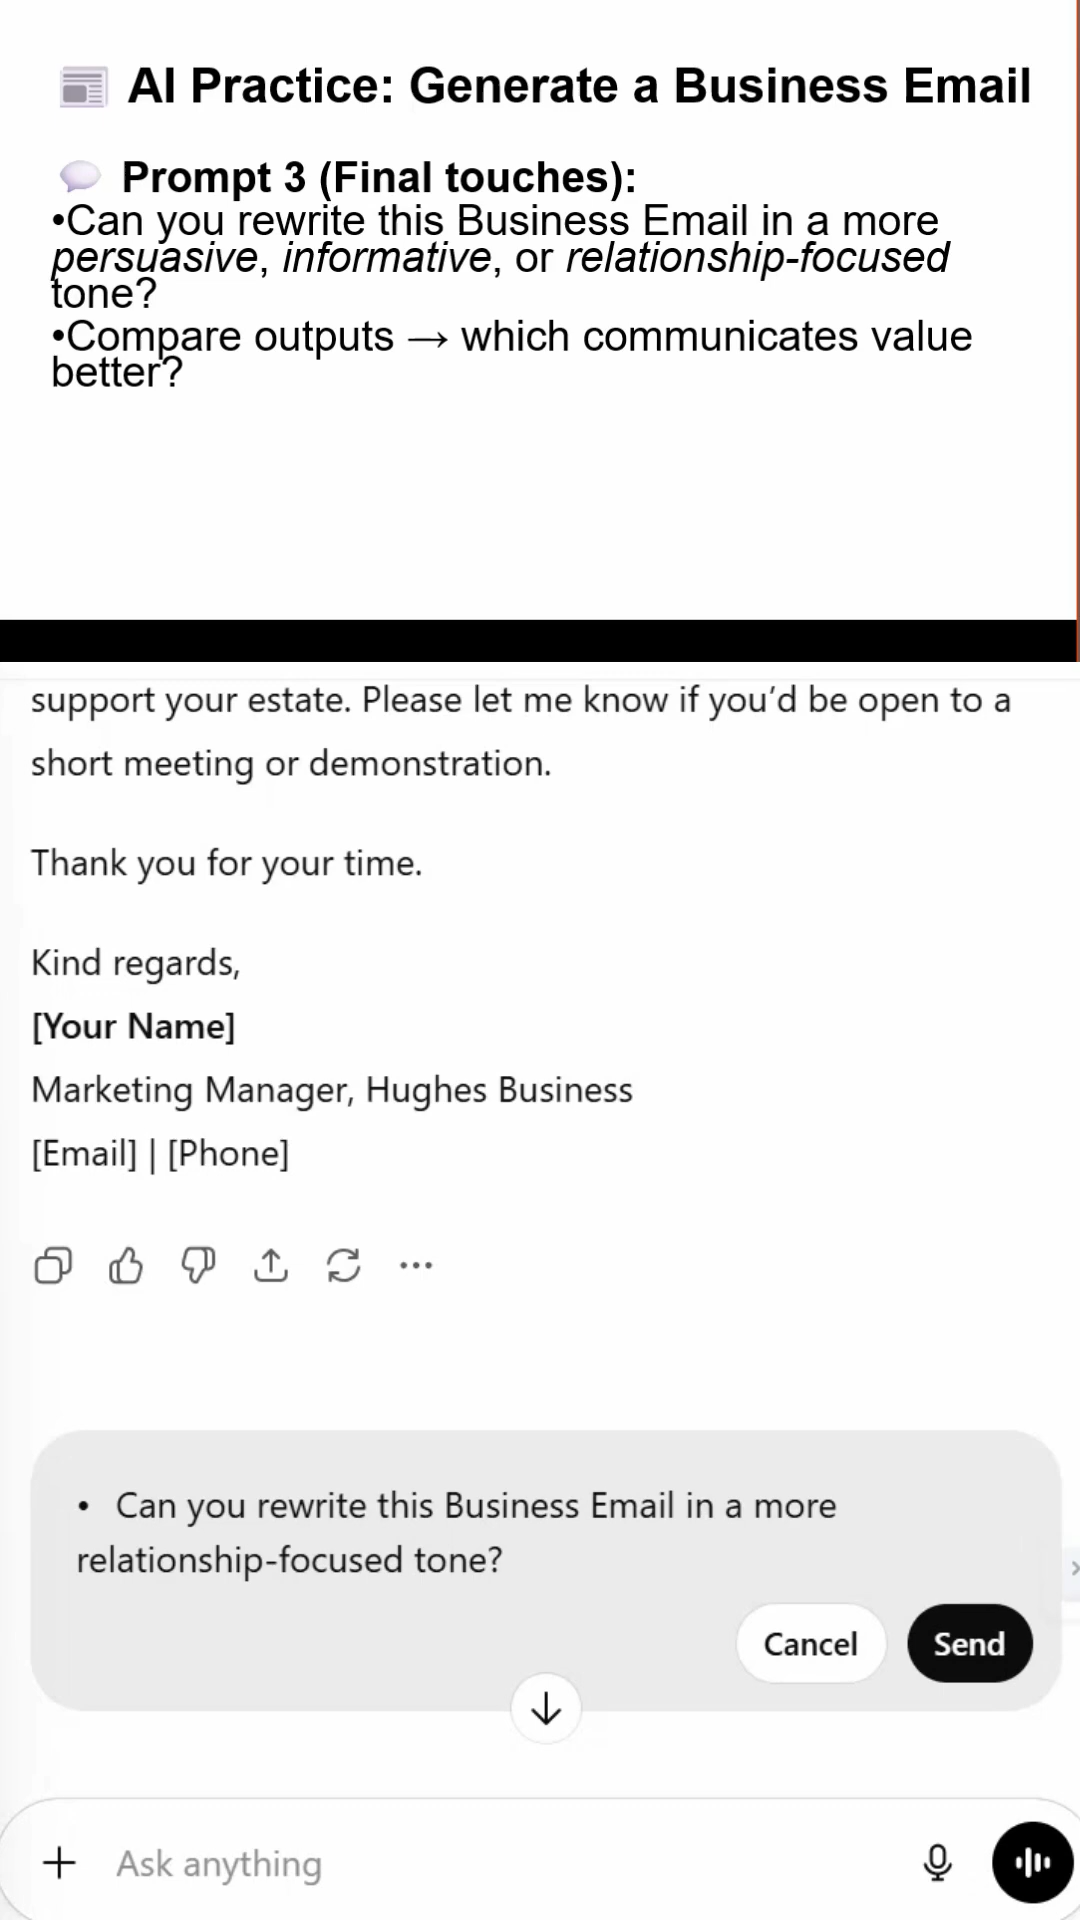 AI Practice: Generate a Business Email
Prompt 3 (Final touches):
•Can you rewrite this Business Email in a more
persuasive, informative, or relationship-focused
tone?
•Compare outputs → which communicates value
better?
support your estate. Please let me know if you’d be open to a
short meeting or demonstration.
Thank you for your time.
Kind regards,
[Your Name]
Marketing Manager, Hughes Business
[Email] | [Phone]
• Can you rewrite this Business Email in a more
relationship-focused tone?
Cancel
Send
Ask anything